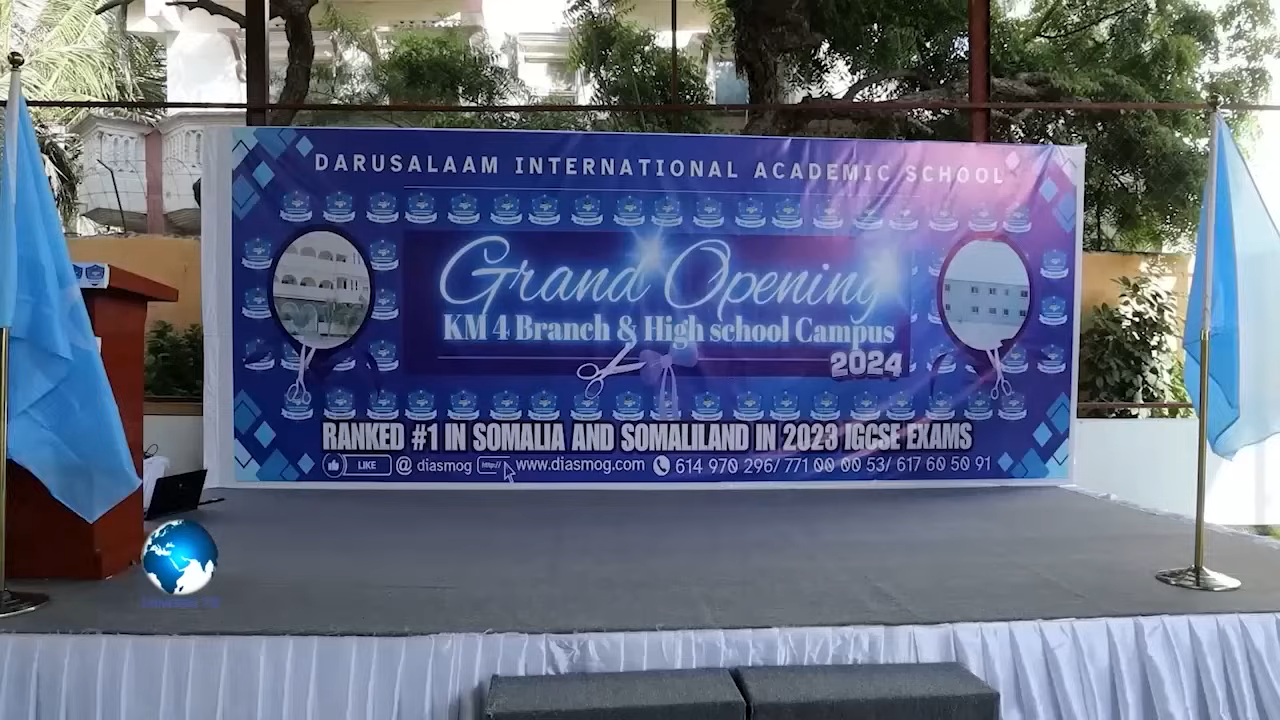 DARUSALAAM INTERNATIONAL ACADEMIC SCHOOL
Grand Opening
KM 4 Branch & High school Campus
2024
RANKED #1 IN SOMALIA AND SOMALILAND IN 2023 IGCSE EXAMS
LIKE @ diasmog http:// www.diasmog.com 614 970 296/ 771 00 00 53/ 617 60 50 91